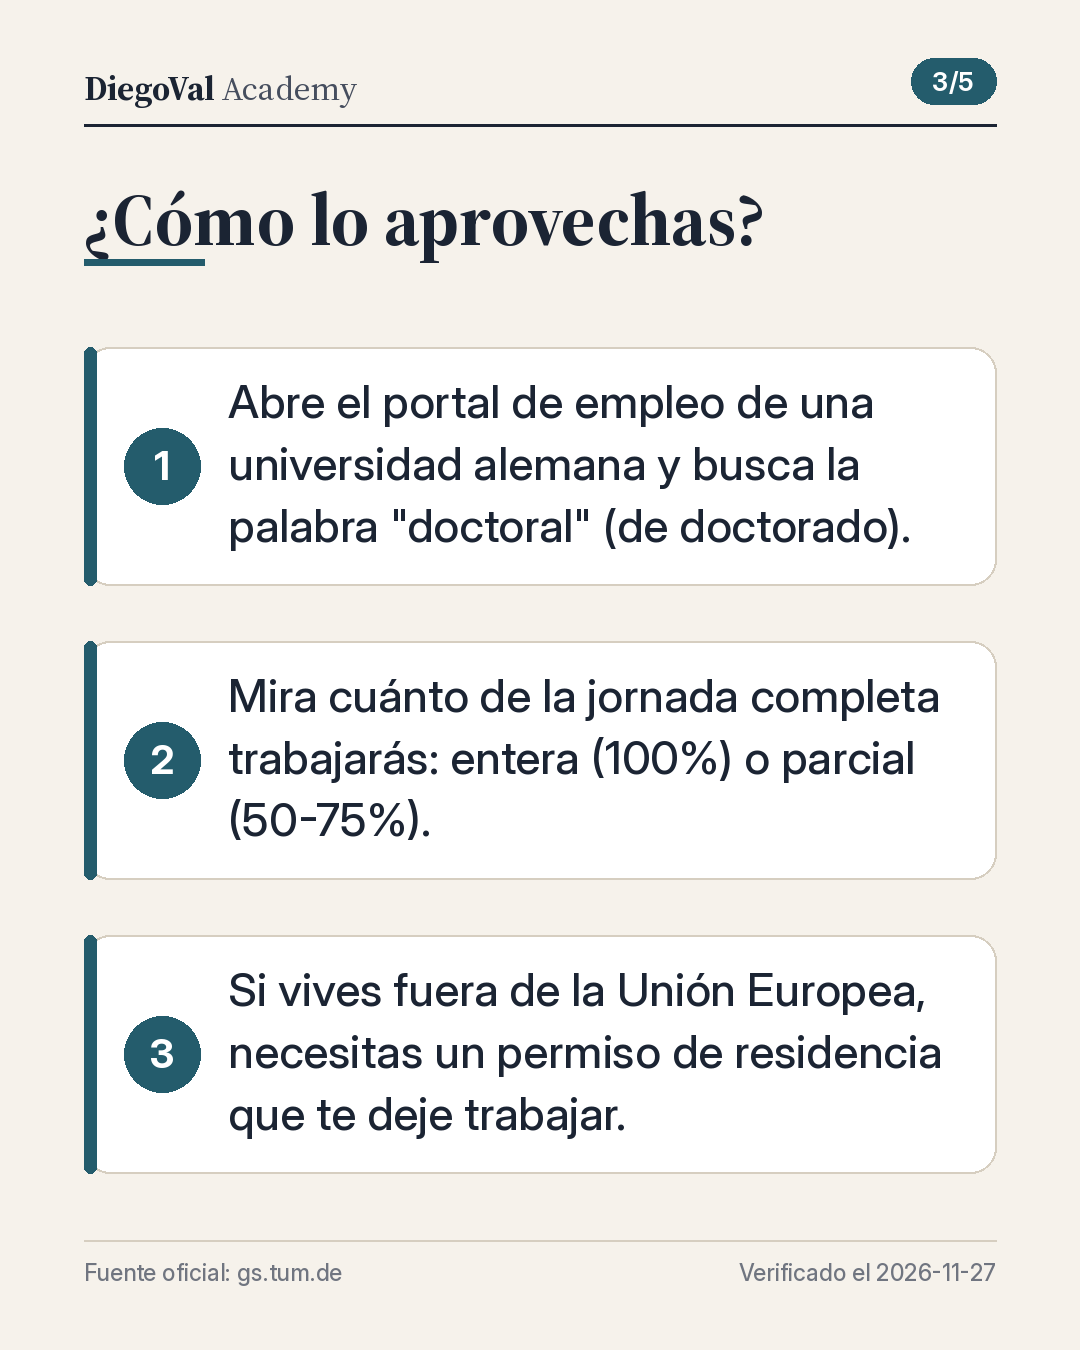 DiegoVal Academy
3/5
¿Cómo lo aprovechas?
1
Abre el portal de empleo de una
universidad alemana y busca la
palabra "doctoral" (de doctorado).
2
Mira cuánto de la jornada completa
trabajarás: entera (100%) o parcial
(50-75%).
3
Si vives fuera de la Unión Europea,
necesitas un permiso de residencia
que te deje trabajar.
Fuente oficial: gs.tum.de
Verificado el 2026-11-27